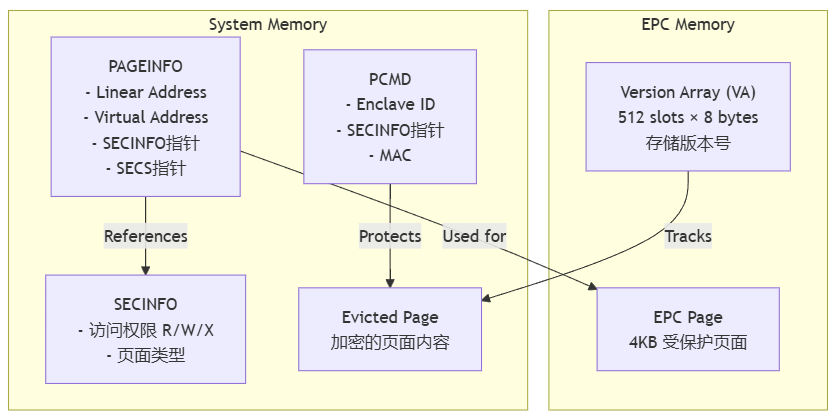 System Memory
PAGEINFO
- Linear Address
- Virtual Address
- SECINFO指针
- SECS指针
PCMD
- Enclave ID
- SECINFO指针
- MAC
References
Protects
Used for
SECINFO
- 访问权限 R/W/X
- 页面类型
Evicted Page
加密的页面内容
EPC Memory
Version Array (VA)
512 slots × 8 bytes
存储版本号
Tracks
EPC Page
4KB 受保护页面